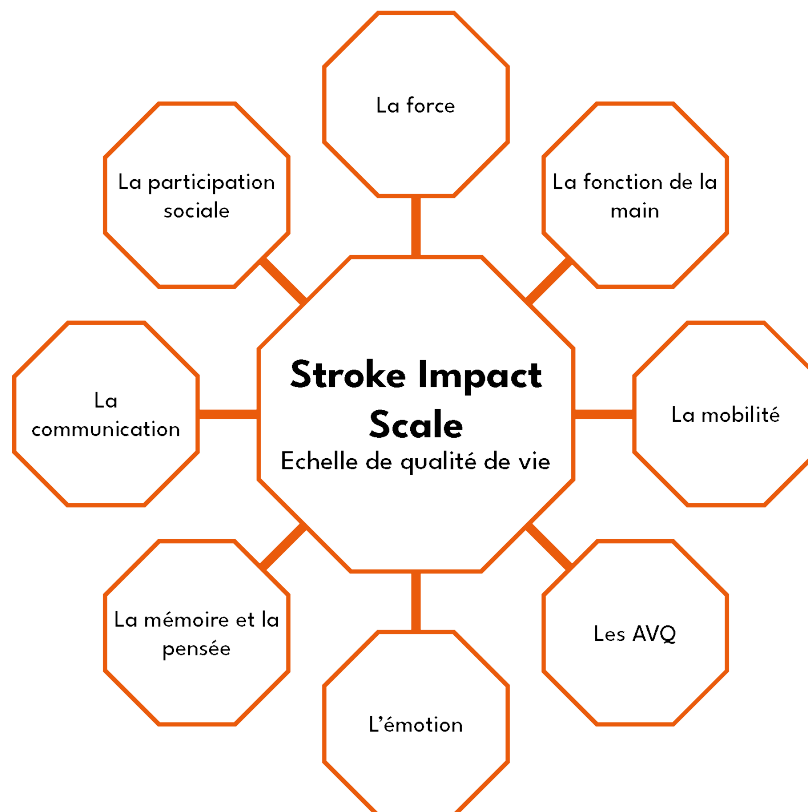 La force
La participation
sociale
La fonction de la
main
Stroke Impact
Scale
Echelle de qualité de vie
La
communication
La mobilité
La mémoire et la
pensée
Les AVQ
L'émotion